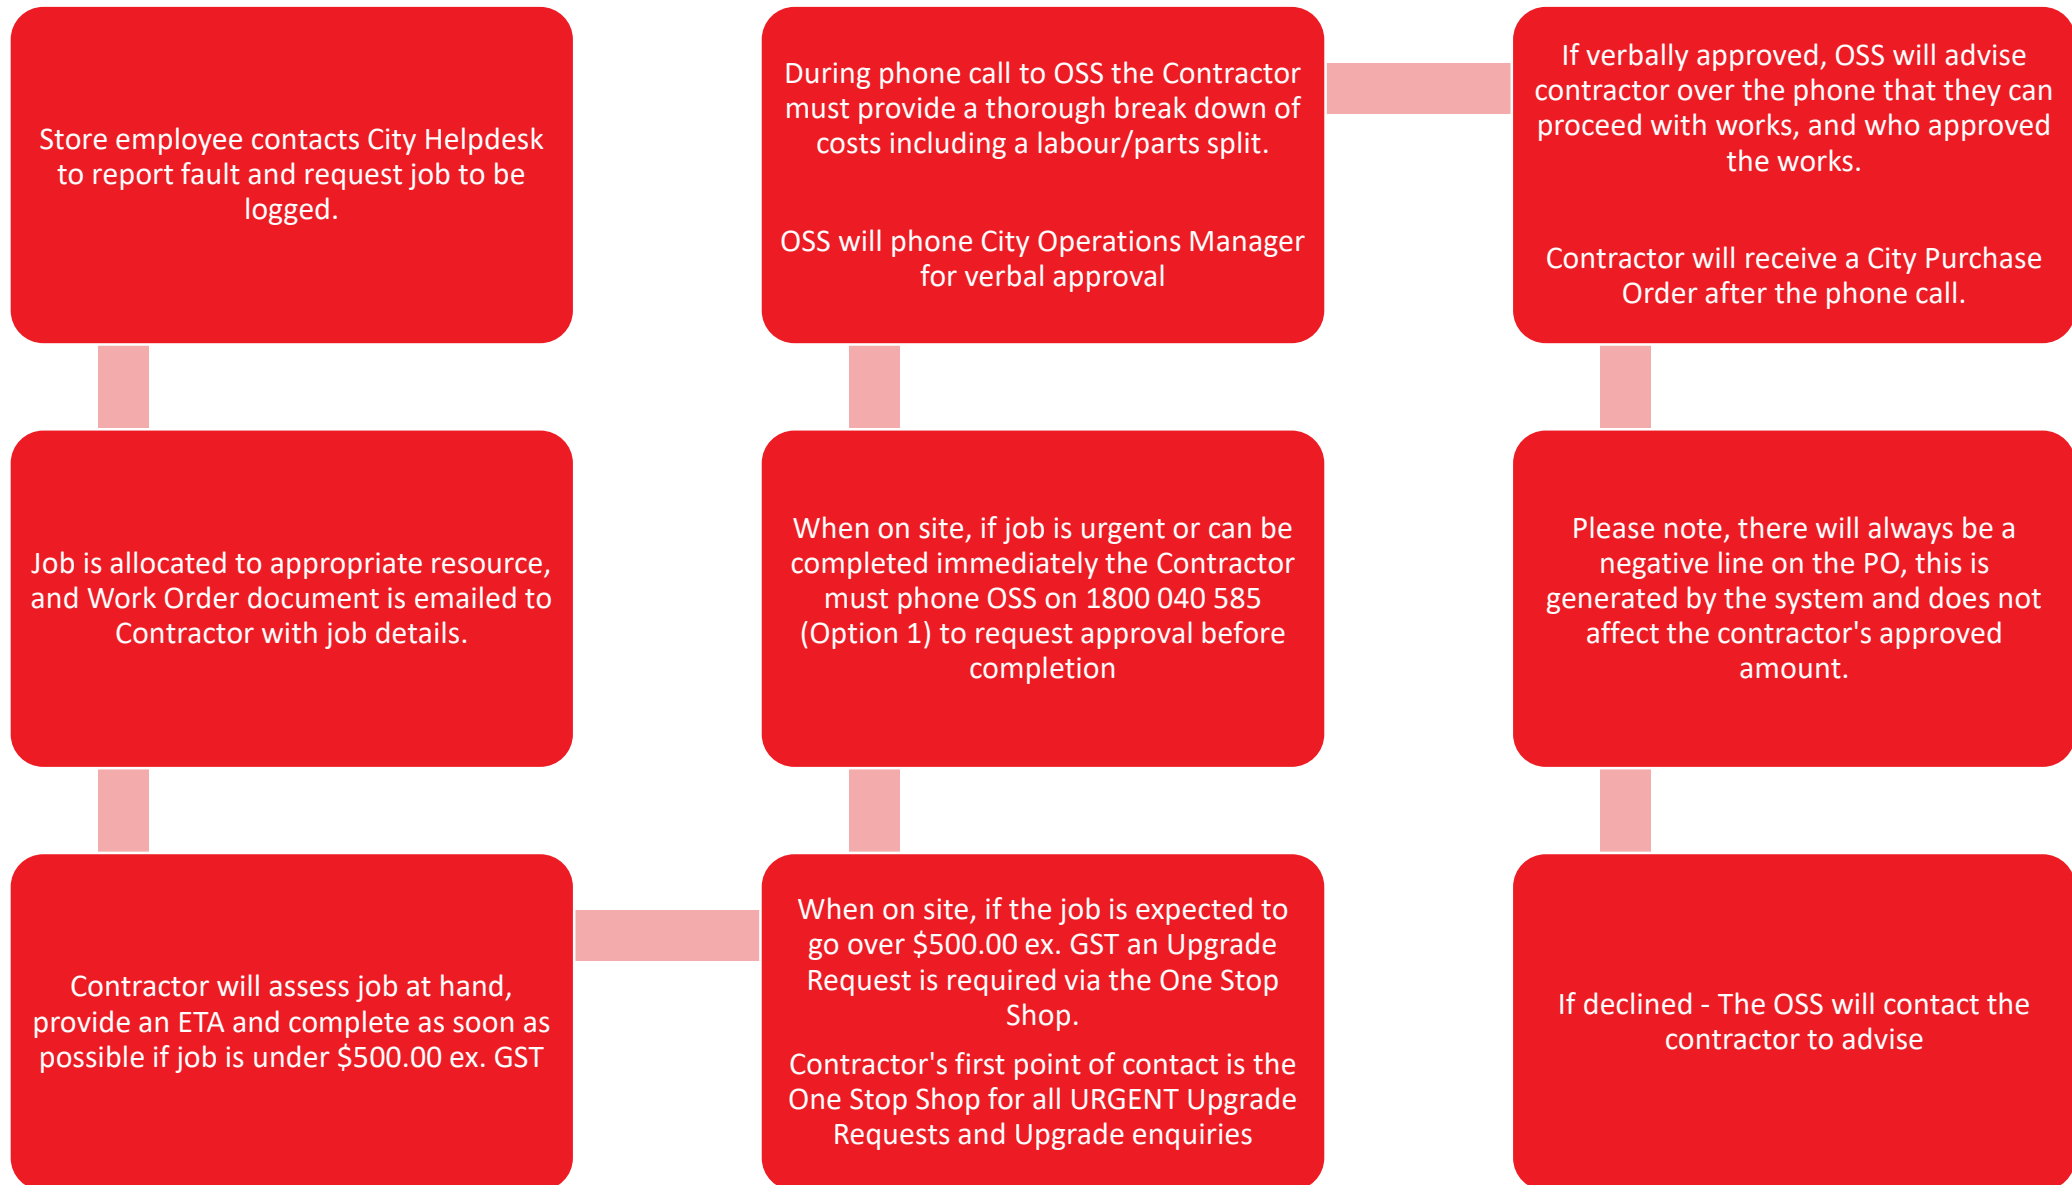 Store employee contacts City Helpdesk
to report fault and request job to be
logged.
Job is allocated to appropriate resource,
and Work Order document is emailed to
Contractor with job details.
Contractor will assess job at hand,
provide an ETA and complete as soon as
possible if job is under $500.00 ex. GST
When on site, if the job is expected to
go over $500.00 ex. GST an Upgrade
Request is required via the One Stop
Shop.
Contractor's first point of contact is the
One Stop Shop for all URGENT Upgrade
Requests and Upgrade enquiries
When on site, if job is urgent or can be
completed immediately the Contractor
must phone OSS on 1800 040 585
(Option 1) to request approval before
completion
During phone call to OSS the Contractor
must provide a thorough break down of
costs including a labour/parts split.
OSS will phone City Operations Manager
for verbal approval
If verbally approved, OSS will advise
contractor over the phone that they can
proceed with works, and who approved
the works.
Contractor will receive a City Purchase
Order after the phone call.
Please note, there will always be a
negative line on the PO, this is
generated by the system and does not
affect the contractor's approved
amount.
If declined - The OSS will contact the
contractor to advise